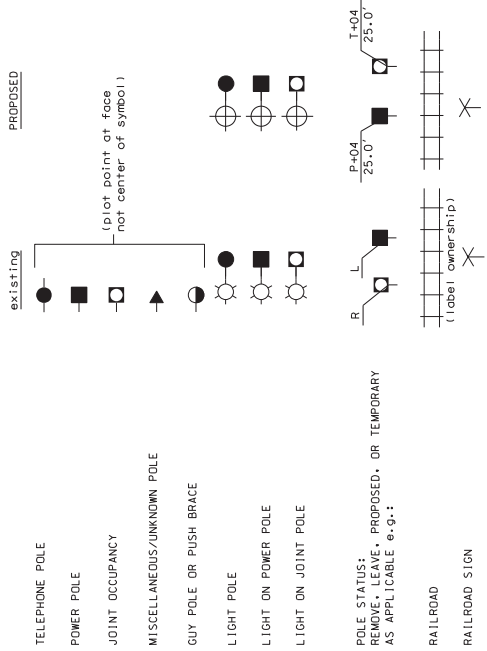 existing
PROPOSED
TELEPHONE POLE
POWER POLE
JOINT OCCUPANCY
(plot point at face
not center of symbol)
MISCELLANEOUS/UNKNOWN POLE
GUY POLE OR PUSH BRACE
LIGHT POLE
LIGHT ON POWER POLE
LIGHT ON JOINT POLE
POLE STATUS:
REMOVE, LEAVE, PROPOSED, OR TEMPORARY
AS APPLICABLE e.g.:
R
L
P+04
25.0'
T+04
25.0'
RAILROAD
(label ownership)
RAILROAD SIGN